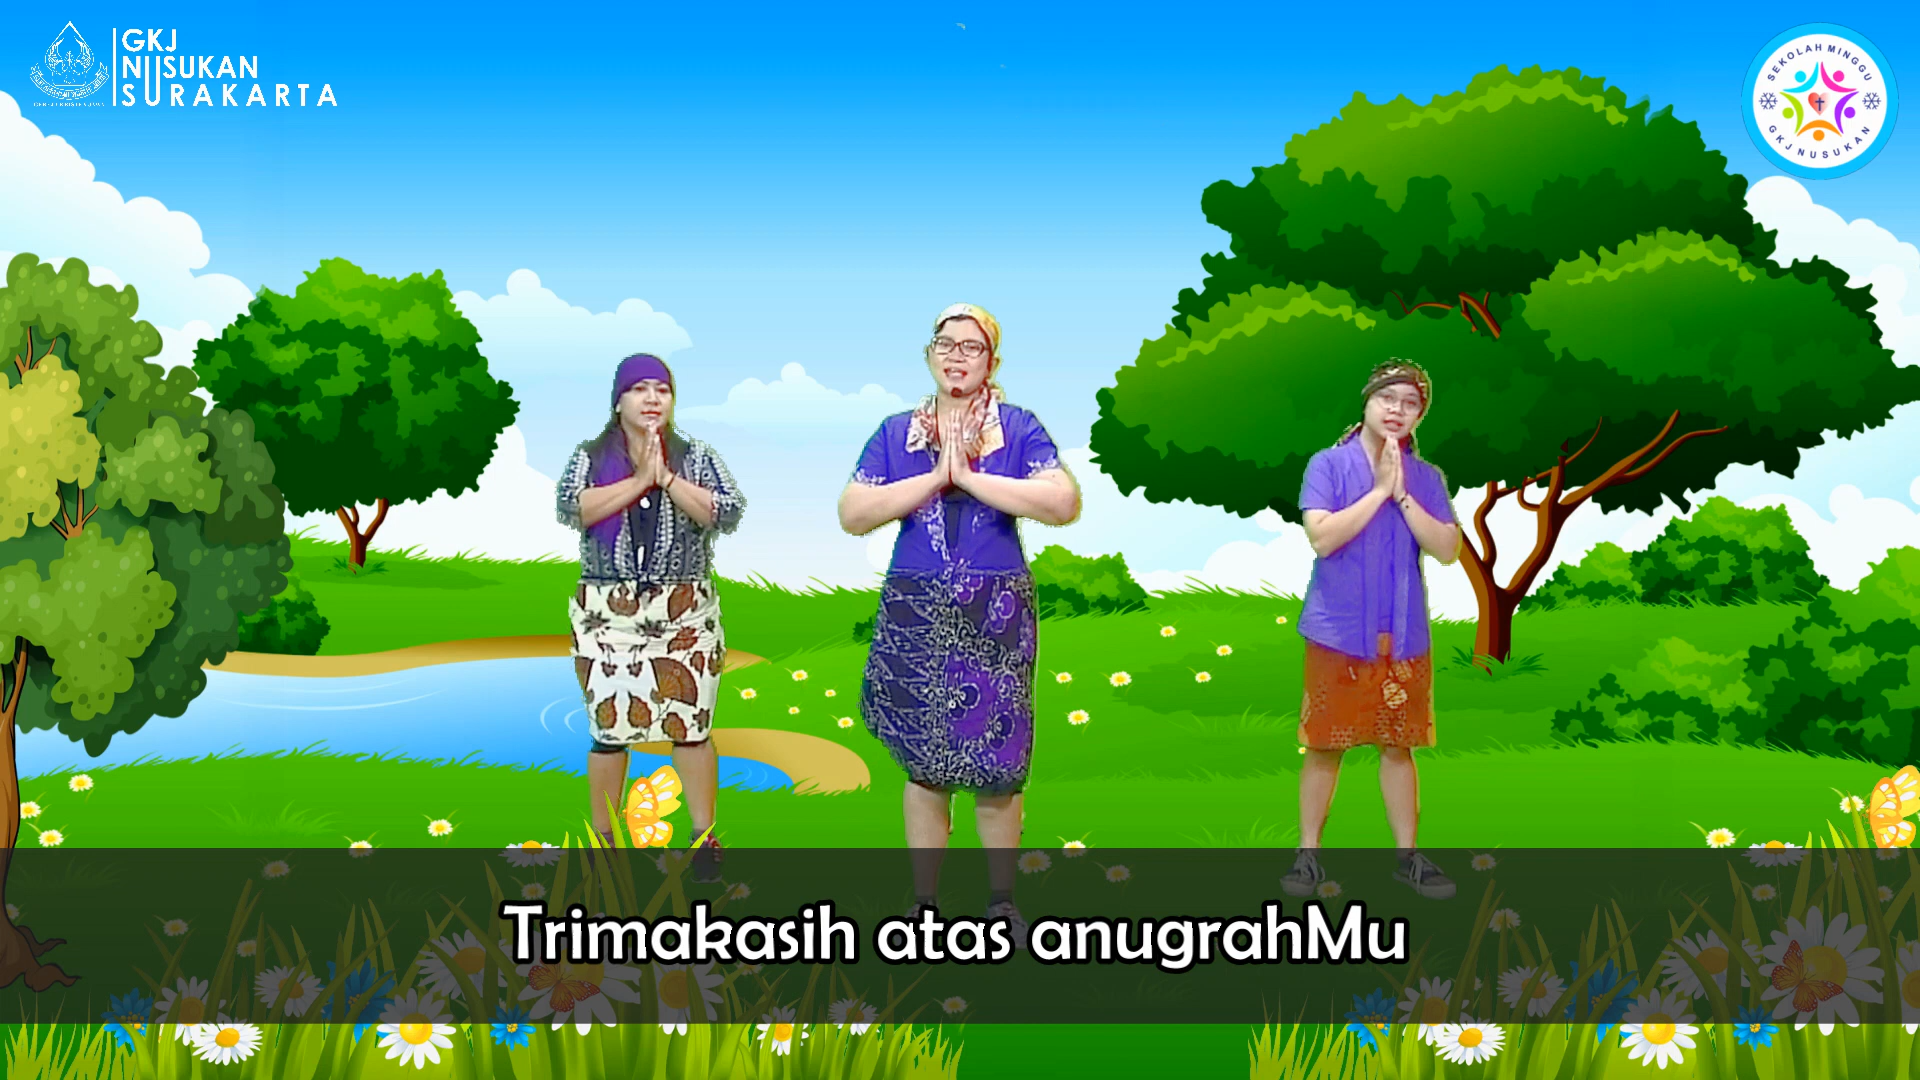 GKJ
NUSUKAN
SURAKARTA
SEKOLAH MINGGU
GKJ NUSUKAN
Trimakasih atas anugrahMu